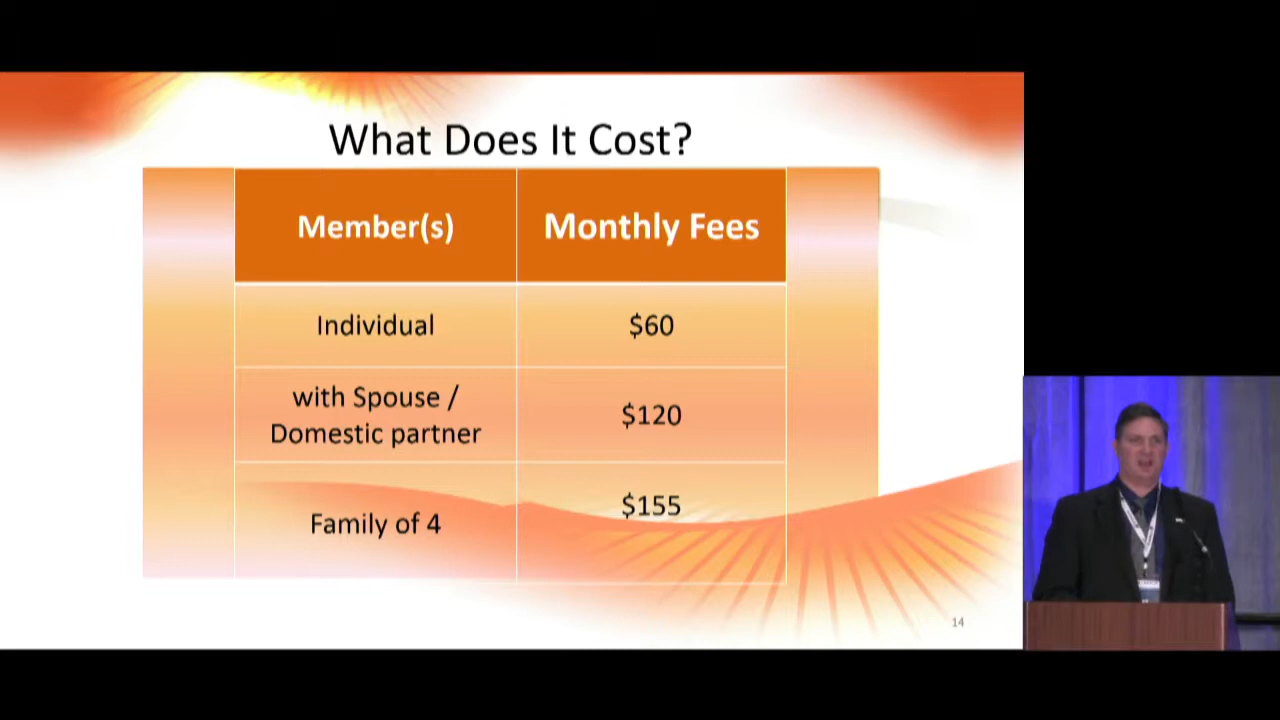 What Does It Cost?
Member(s) Monthly Fees
Individual $60
with Spouse /
Domestic partner
$120
Family of 4
$155
14